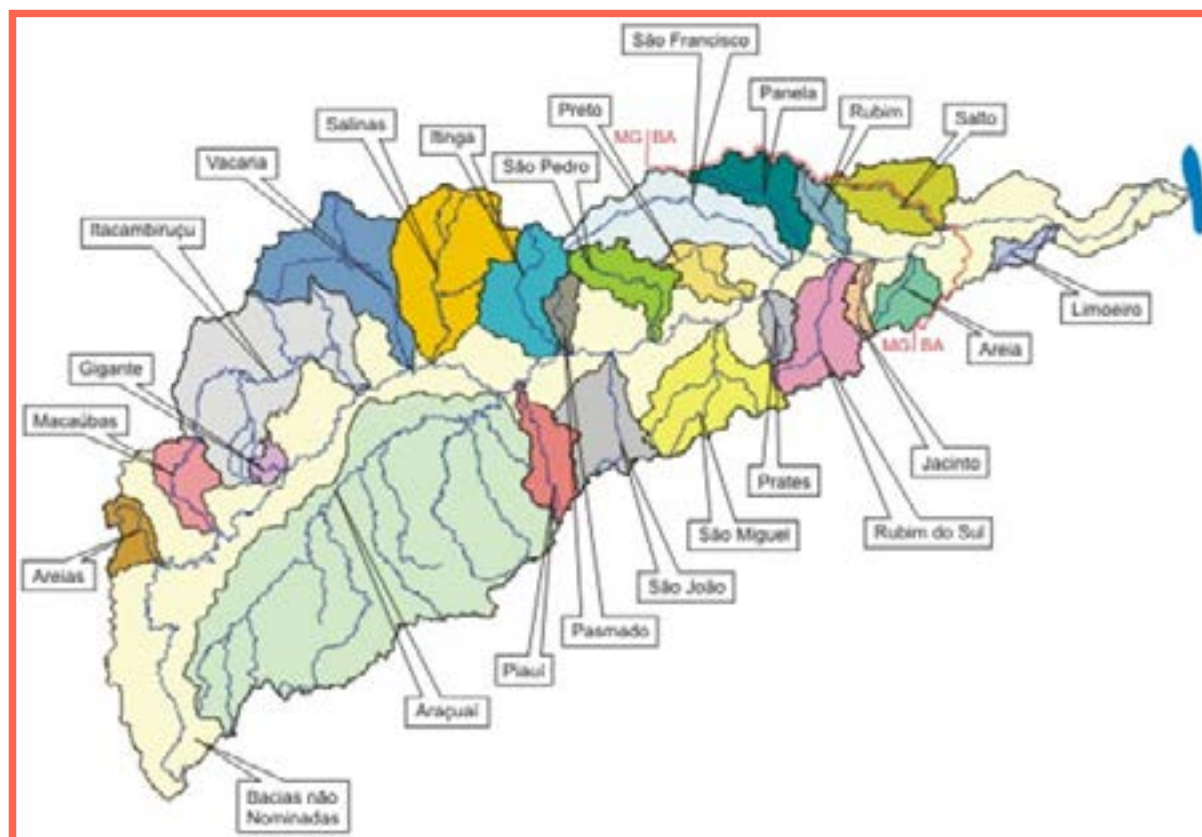 São Francisco
Panela
Preto
Rubim
Salto
Salinas
Itinga
MG BA
São Pedro
Vacaria
Itacambiruçu
Limoeiro
Gigante
MG BA
Areia
Macaúbas
Jacinto
Prates
Rubim do Sul
São Miguel
Areias
São João
Pasmado
Piauí
Araçuaí
Bacias não
Nominadas